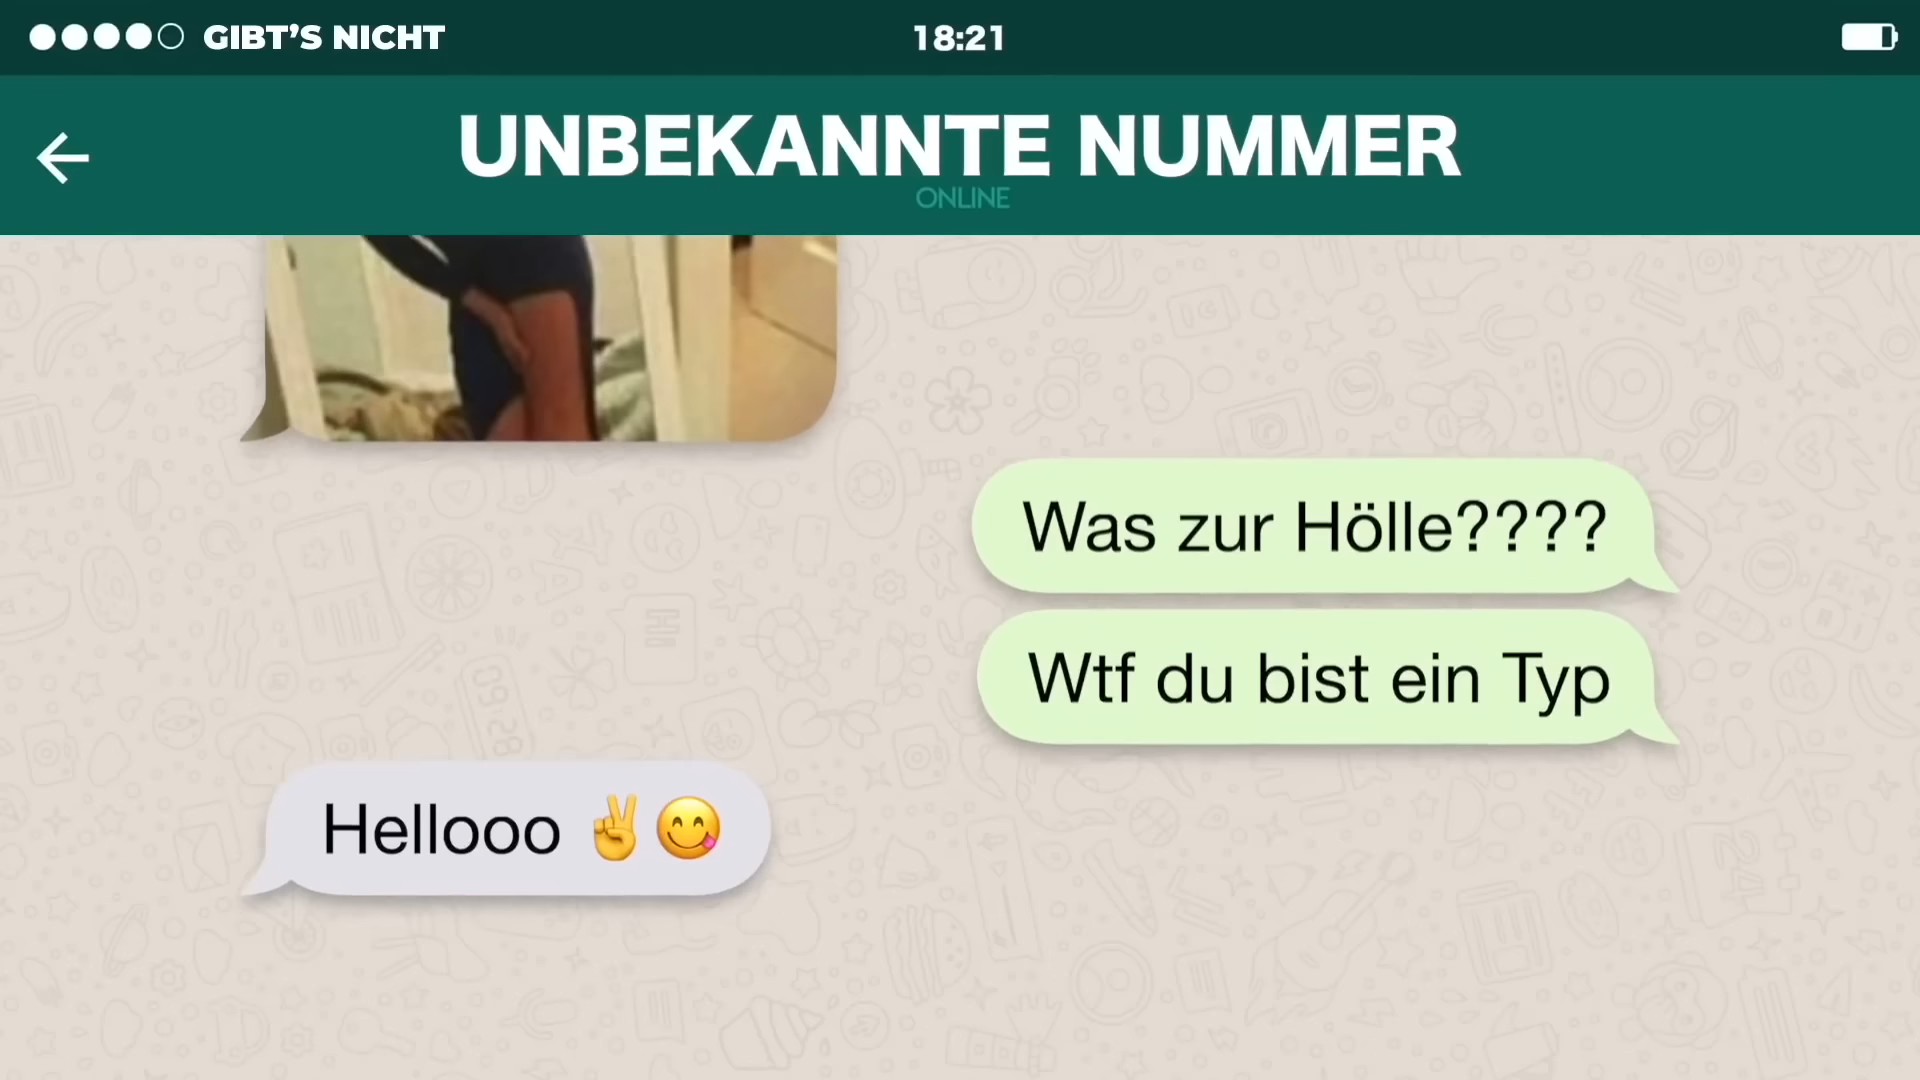 GIBT'S NICHT
18:21
UNBEKANNTE NUMMER
ONLINE
Was zur Hölle????
Wtf du bist ein Typ
Hellooo ✌️😋